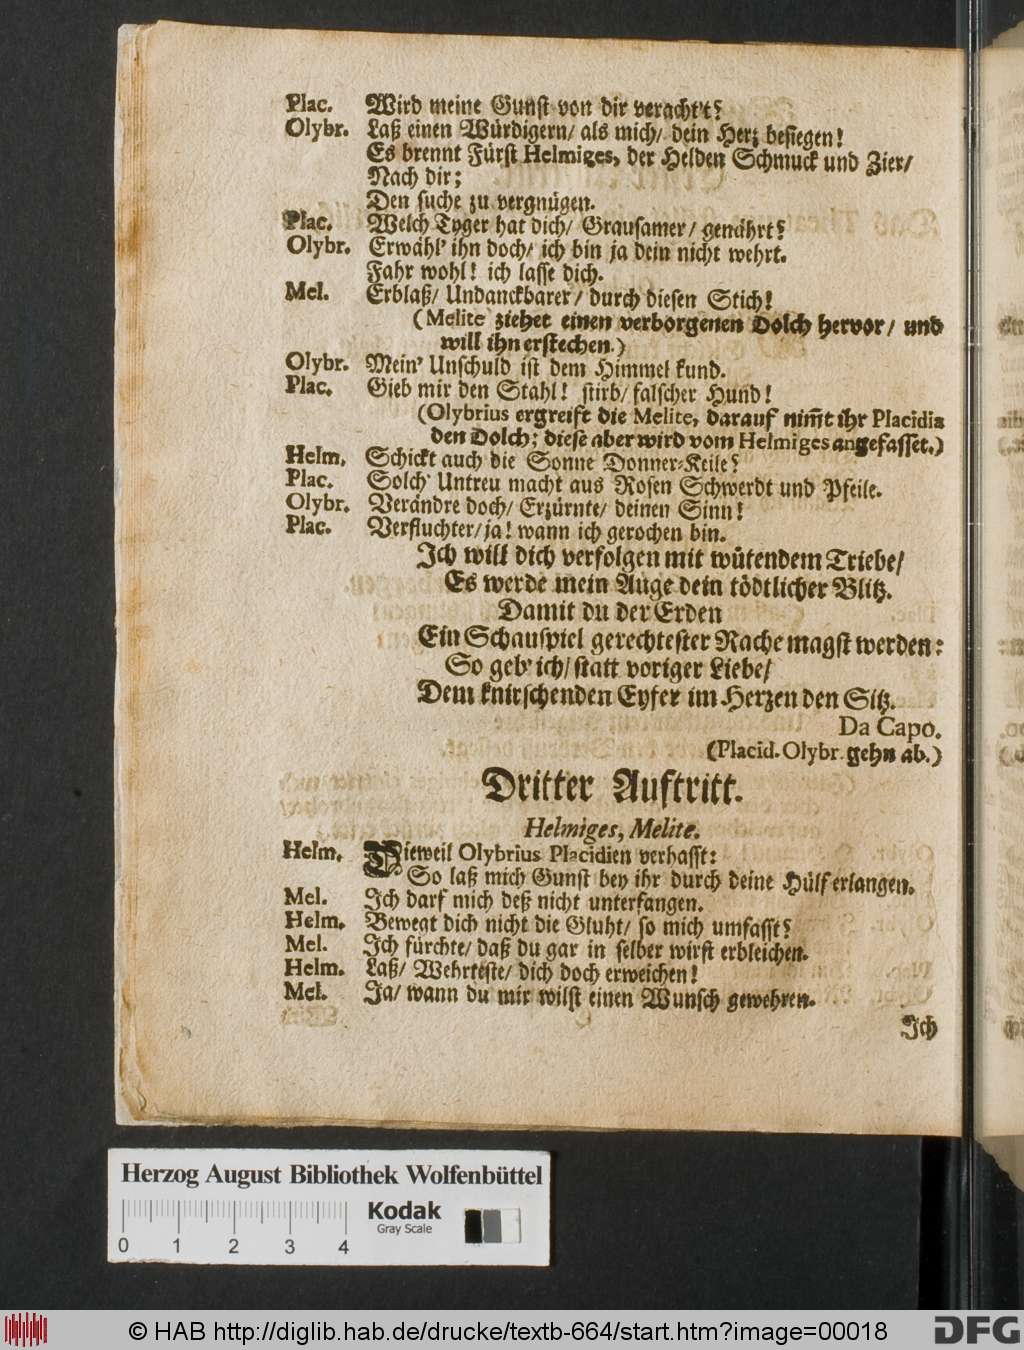 Plac. Wird meine Gunst von dir veracht't?
Olybr. Laß einen Würdigern/ als mich/ dein Herz besiegen!
Es brennt Fürst Helmiges, der Helden Schmuck und Zier/
Nach dir;
Den suche zu vergnügen.
Plac. Welch Tyger hat dich/ Grausamer/ genährt?
Olybr. Erwähl' ihn doch/ ich bin ja dein nicht wehrt.
Fahr wohl! ich lasse dich.
Mel. Erblaß/ Undanckbarer/ durch diesen Stich!
(Melite ziehet einen verborgenen Dolch hervor/ und
will ihn erstechen.)
Olybr. Mein' Unschuld ist dem Himmel kund.
Plac. Gieb mir den Stahl! stirb/ falscher Hund!
(Olybrius ergreift die Melite, darauf nim̃t ihr Placidia
den Dolch; diese aber wird vom Helmiges angefasset.)
Helm. Schickt auch die Sonne Donner-Keile?
Plac. Solch' Untreu macht aus Rosen Schwerdt und Pfeile.
Olybr. Verändre doch/ Erzürnte/ deinen Sinn!
Plac. Verfluchter/ ja! wann ich gerochen bin.
Ich will dich verfolgen mit wütendem Triebe/
Es werde mein Auge dein tödtlicher Blitz.
Damit du der Erden
Ein Schauspiel gerechtester Rache magst werden:
So geb' ich/ statt voriger Liebe/
Dem knirschenden Eyfer im Herzen den Sitz.
Da Capo.
(Placid. Olybr. gehn ab.)
Dritter Auftritt.
Helmiges, Melite.
Helm. Dieweil Olybrius Placidien verhasst:
So laß mich Gunst bey ihr durch deine Hülf erlangen.
Mel. Ich darf mich deß nicht unterfangen.
Helm. Bewegt dich nicht die Gluht/ so mich umfasst?
Mel. Ich fürchte/ daß du gar in selber wirst erbleichen.
Helm. Laß/ Wehrteste/ dich doch erweichen!
Mel. Ja/ wann du mir wilst einen Wunsch gewehren.
Ich
Herzog August Bibliothek Wolfenbüttel
Kodak
Gray Scale
0 1 2 3 4
© HAB http://diglib.hab.de/drucke/textb-664/start.htm?image=00018
DFG